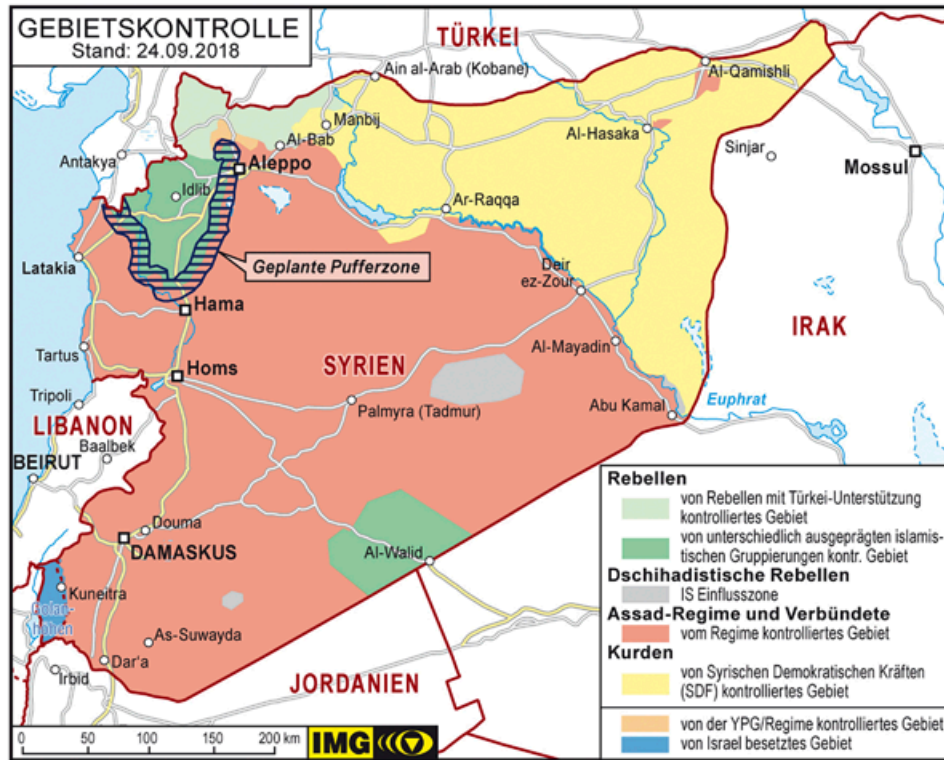 GEBIETSKONTROLLE
Stand: 24.09.2018
TÜRKEI
Ain al-Arab (Kobane)
Al-Qamishli
Manbij
Al-Bab
Al-Hasaka
Sinjar
Antakya
Aleppo
Mossul
Idlib
Ar-Raqqa
Latakia
Geplante Pufferzone
Deir
ez-Zour
Hama
IRAK
Tartus
Al-Mayadin
Homs
SYRIEN
Tripoli
Palmyra (Tadmur)
Abu Kamal
Euphrat
LIBANON
Baalbek
BEIRUT
Douma
DAMASKUS
Al-Walid
Kuneitra
Golan-
höhen
As-Suwayda
Dar'a
Irbid
JORDANIEN
Rebellen
von Rebellen mit Türkei-Unterstützung
kontrolliertes Gebiet
von unterschiedlich ausgeprägten islamis-
tischen Gruppierungen kontr. Gebiet
Dschihadistische Rebellen
IS Einflusszone
Assad-Regime und Verbündete
vom Regime kontrolliertes Gebiet
Kurden
von Syrischen Demokratischen Kräften
(SDF) kontrolliertes Gebiet
von der YPG/Regime kontrolliertes Gebiet
von Israel besetztes Gebiet
0 50 100 150 200 km
IMG